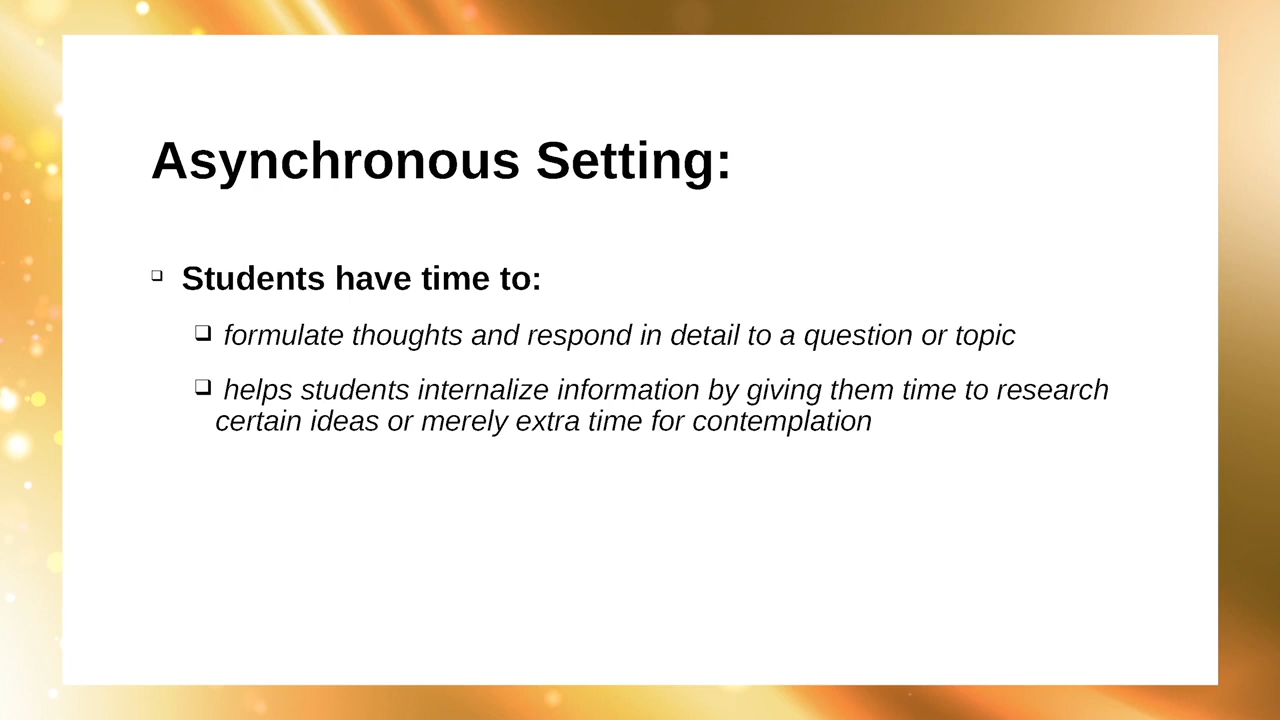 Asynchronous Setting:
❑ Students have time to:
❑ formulate thoughts and respond in detail to a question or topic
❑ helps students internalize information by giving them time to research
certain ideas or merely extra time for contemplation